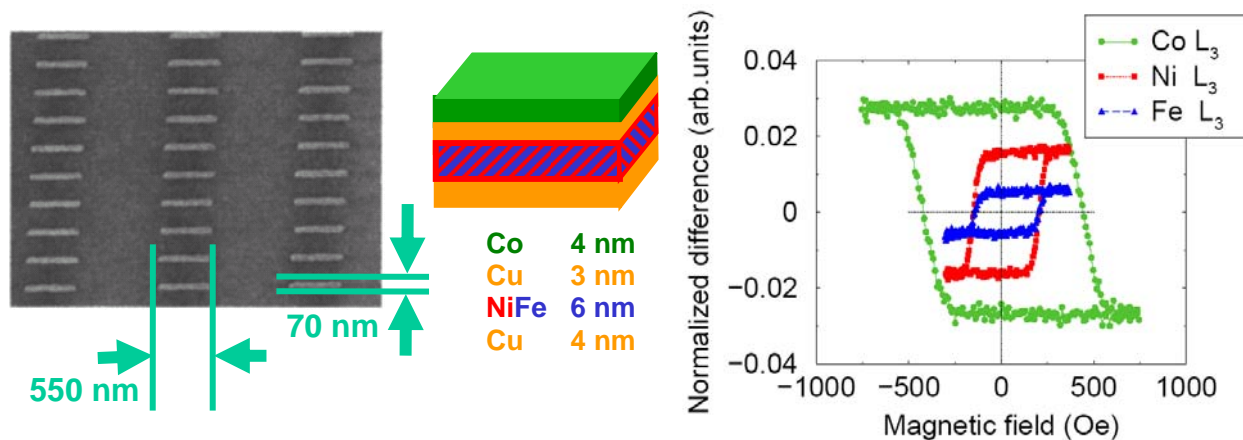 550 nm
70 nm
Co 4 nm
Cu 3 nm
NiFe 6 nm
Cu 4 nm
Normalized difference (arb.units)
0.04
0.02
0
−0.02
−0.04
−1000 −500 0 500 1000
Magnetic field (Oe)
Co L₃
Ni L₃
Fe L₃